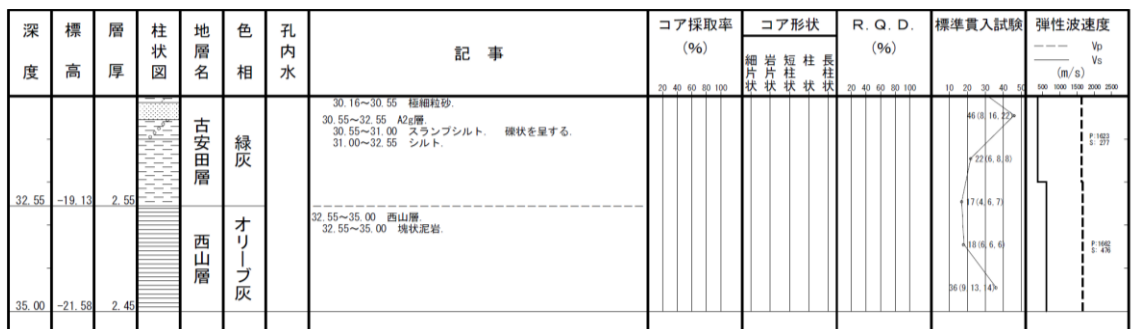 深度
標高
層厚
柱状図
地層名
色相
孔内水
記 事
コア採取率
(%)
20 40 60 80 100
コア形状
細片状
岩片状
短柱状
柱状
長柱状
R. Q. D.
(%)
20 40 60 80 100
標準貫入試験
10 20 30 40 50
弾性波速度
Vp
Vs
(m/s)
500 1000 1500 2000 2500
30.16～30.55 極細粒砂.
30.55～32.55 A2g層.
30.55～31.00 スランプシルト. 礫状を呈する.
31.00～32.55 シルト.
古安田層
緑灰
46(8, 16, 22)
22(6, 8, 8)
P:1623
S: 277
32.55 -19.13 2.55
17(4, 6, 7)
32.55～35.00 西山層.
32.55～35.00 塊状泥岩.
西山層
オリーブ灰
18(6, 6, 6)
P:1662
S: 476
36(9, 13, 14)
35.00 -21.58 2.45